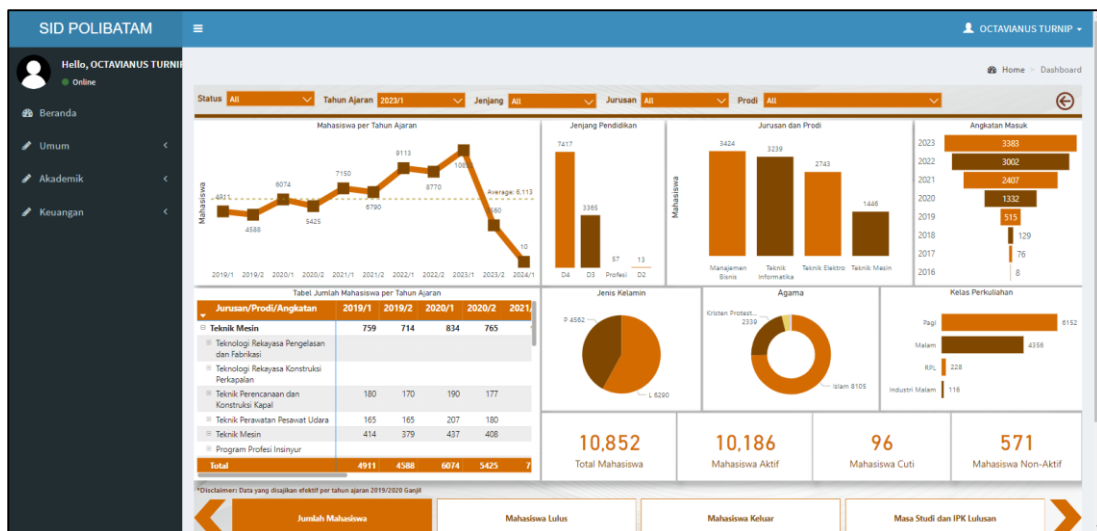 SID POLIBATAM
OCTAVIANUS TURNIP
Hello, OCTAVIANUS TURNIP
Online
Home > Dashboard
Beranda
Umum
Akademik
Keuangan
Status All Tahun Ajaran 2023/1 Jenjang All Jurusan All Prodi All
Mahasiswa per Tahun Ajaran
Mahasiswa
4911 4588 6074 5425 7150 6790 9113 8770
Average: 6,113
10
2019/1 2019/2 2020/1 2020/2 2021/1 2021/2 2022/1 2022/2 2023/1 2023/2 2024/1
Jenjang Pendidikan
7417 3365 57 13
D4 D3 Profesi D2
Jurusan dan Prodi
Mahasiswa
3424 3239 2743 1446
Manajemen Bisnis
Teknik Informatika
Teknik Elektro
Teknik Mesin
Angkatan Masuk
2023 3383
2022 3002
2021 2407
2020 1332
2019 515
2018 129
2017 76
2016 8
Tabel Jumlah Mahasiswa per Tahun Ajaran
Jurusan/Prodi/Angkatan 2019/1 2019/2 2020/1 2020/2 2021/
Teknik Mesin 759 714 834 765
Teknologi Rekayasa Pengelasan
dan Fabrikasi
Teknologi Rekayasa Konstruksi
Perkapalan
Teknik Perencanaan dan 180 170 190 177
Konstruksi Kapal
Teknik Perawatan Pesawat Udara 165 165 207 180
Teknik Mesin 414 379 437 408
Program Profesi Insinyur
Total 4911 4588 6074 5425 7
Jenis Kelamin
P 4562
L 6290
Agama
Kristen Protest...
2339
Islam 8105
Kelas Perkuliahan
Pagi 6152
Malam 4356
RPL 228
Industri Malam 116
10,852
Total Mahasiswa
10,186
Mahasiswa Aktif
96
Mahasiswa Cuti
571
Mahasiswa Non-Aktif
*Disclaimer: Data yang disajikan efektif per tahun ajaran 2019/2020 Ganjil
Jumlah Mahasiswa
Mahasiswa Lulus
Mahasiswa Keluar
Masa Studi dan IPK Lulusan